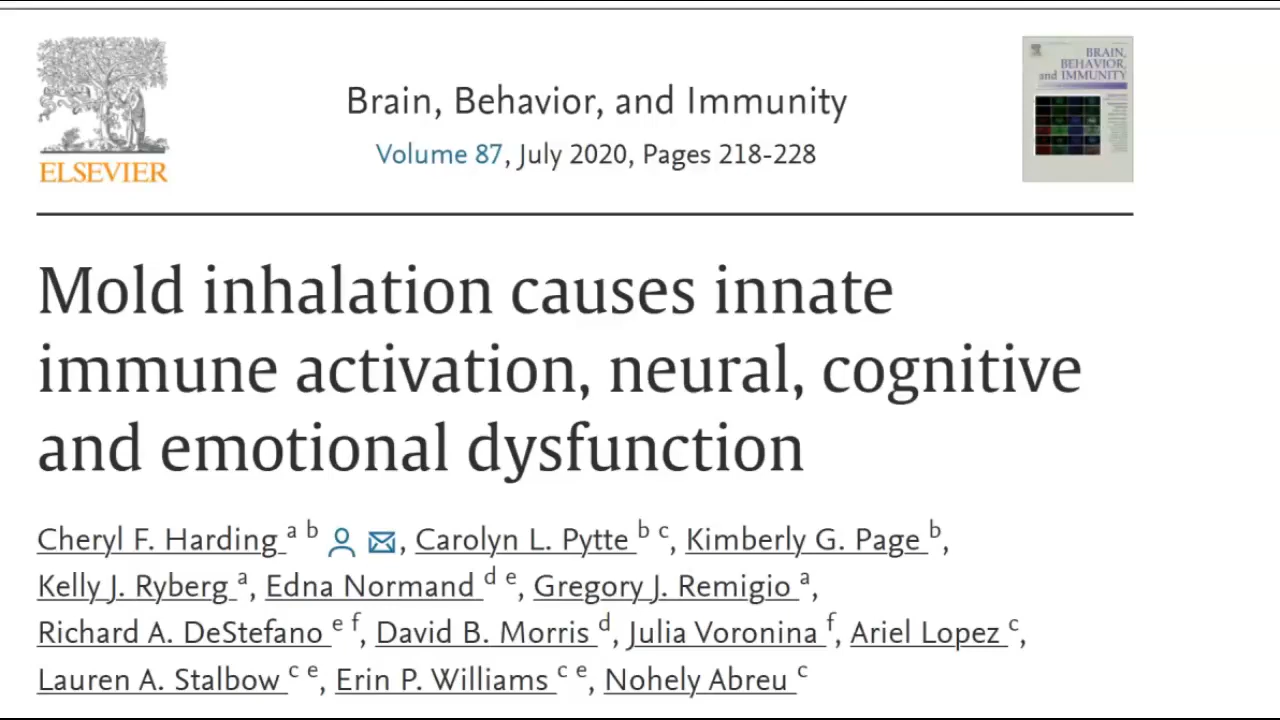 ELSEVIER
Brain, Behavior, and Immunity
Volume 87, July 2020, Pages 218-228
BRAIN,
BEHAVIOR,
and IMMUNITY
Mold inhalation causes innate
immune activation, neural, cognitive
and emotional dysfunction
Cheryl F. Harding a b, Carolyn L. Pytte b c, Kimberly G. Page b,
Kelly J. Ryberg a, Edna Normand d e, Gregory J. Remigio a,
Richard A. DeStefano e f, David B. Morris d, Julia Voronina f, Ariel Lopez c,
Lauren A. Stalbow c e, Erin P. Williams c e, Nohely Abreu c